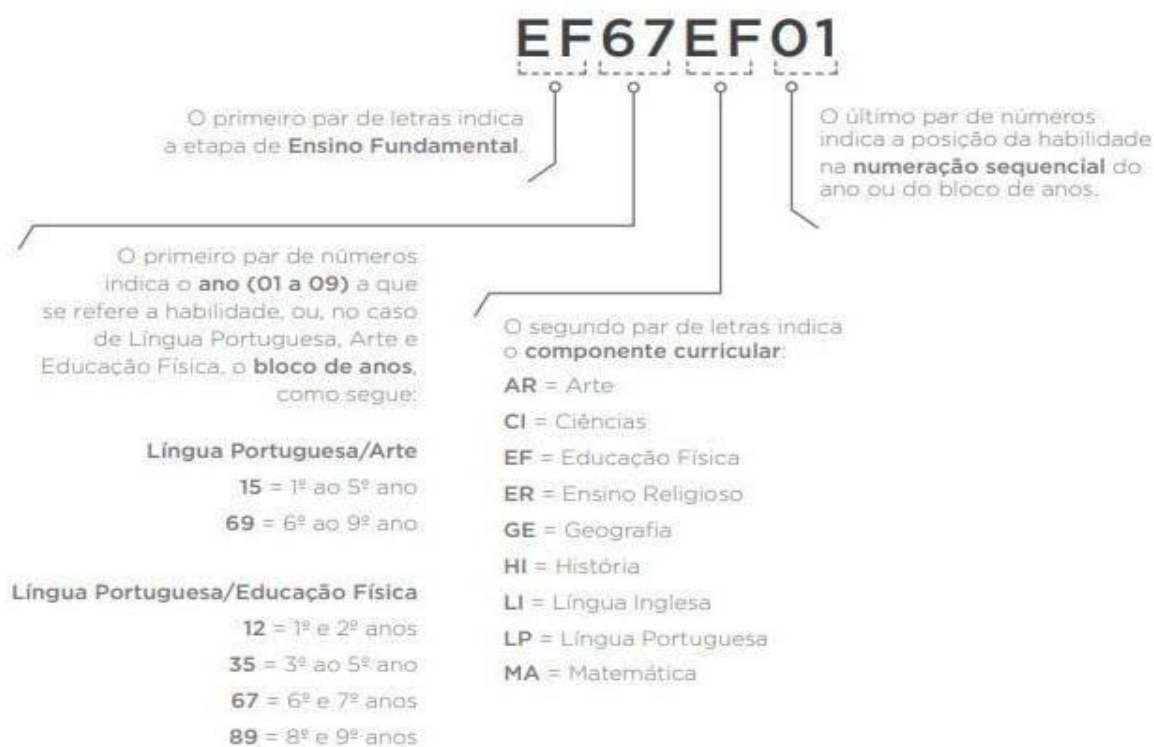 EF67EF01
O primeiro par de letras indica
a etapa de Ensino Fundamental.
O último par de números
indica a posição da habilidade
na numeração sequencial do
ano ou do bloco de anos.
O primeiro par de números
indica o ano (01 a 09) a que
se refere a habilidade, ou, no caso
de Língua Portuguesa, Arte e
Educação Física, o bloco de anos,
como segue:
Língua Portuguesa/Arte
15 = 1º ao 5º ano
69 = 6º ao 9º ano
Língua Portuguesa/Educação Física
12 = 1º e 2º anos
35 = 3º ao 5º ano
67 = 6º e 7º anos
89 = 8º e 9º anos
O segundo par de letras indica
o componente curricular:
AR = Arte
CI = Ciências
EF = Educação Física
ER = Ensino Religioso
GE = Geografia
HI = História
LI = Língua Inglesa
LP = Língua Portuguesa
MA = Matemática